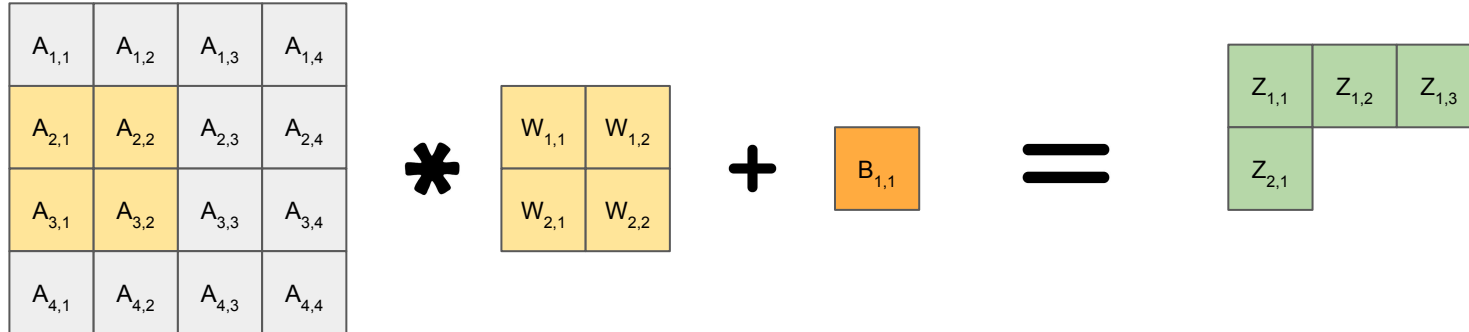 A1,1 A1,2 A1,3 A1,4
A2,1 A2,2 A2,3 A2,4
A3,1 A3,2 A3,3 A3,4
A4,1 A4,2 A4,3 A4,4
*
W1,1 W1,2
W2,1 W2,2
+
B1,1
=
Z1,1 Z1,2 Z1,3
Z2,1